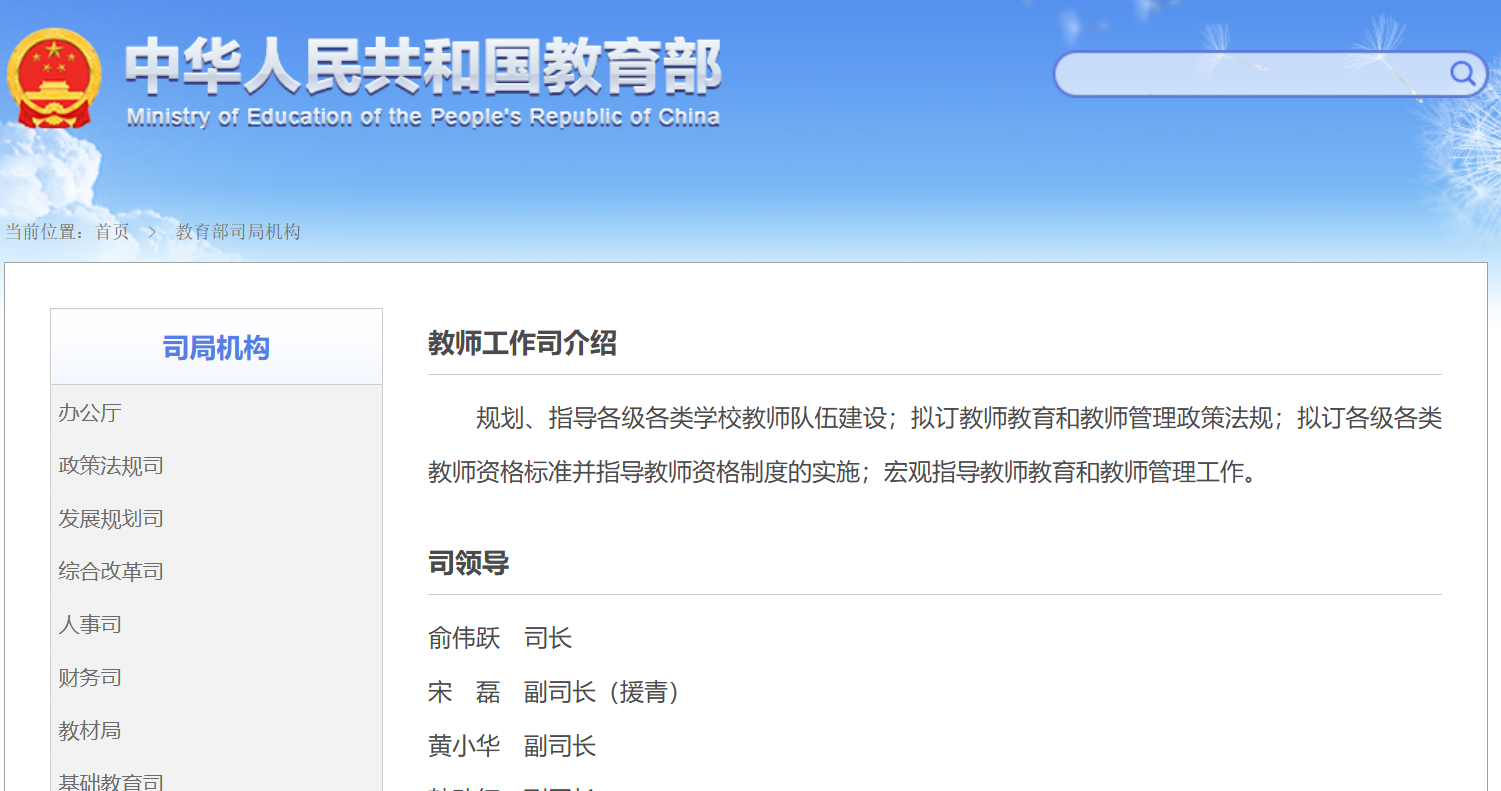 中华人民共和国教育部
Ministry of Education of the People's Republic of China
当前位置：首页 > 教育部司局机构
司局机构
办公厅
政策法规司
发展规划司
综合改革司
人事司
财务司
教材局
基础教育司
教师工作司介绍
规划、指导各级各类学校教师队伍建设；拟订教师教育和教师管理政策法规；拟订各级各类
教师资格标准并指导教师资格制度的实施；宏观指导教师教育和教师管理工作。
司领导
俞伟跃 司长
宋 磊 副司长（援青）
黄小华 副司长